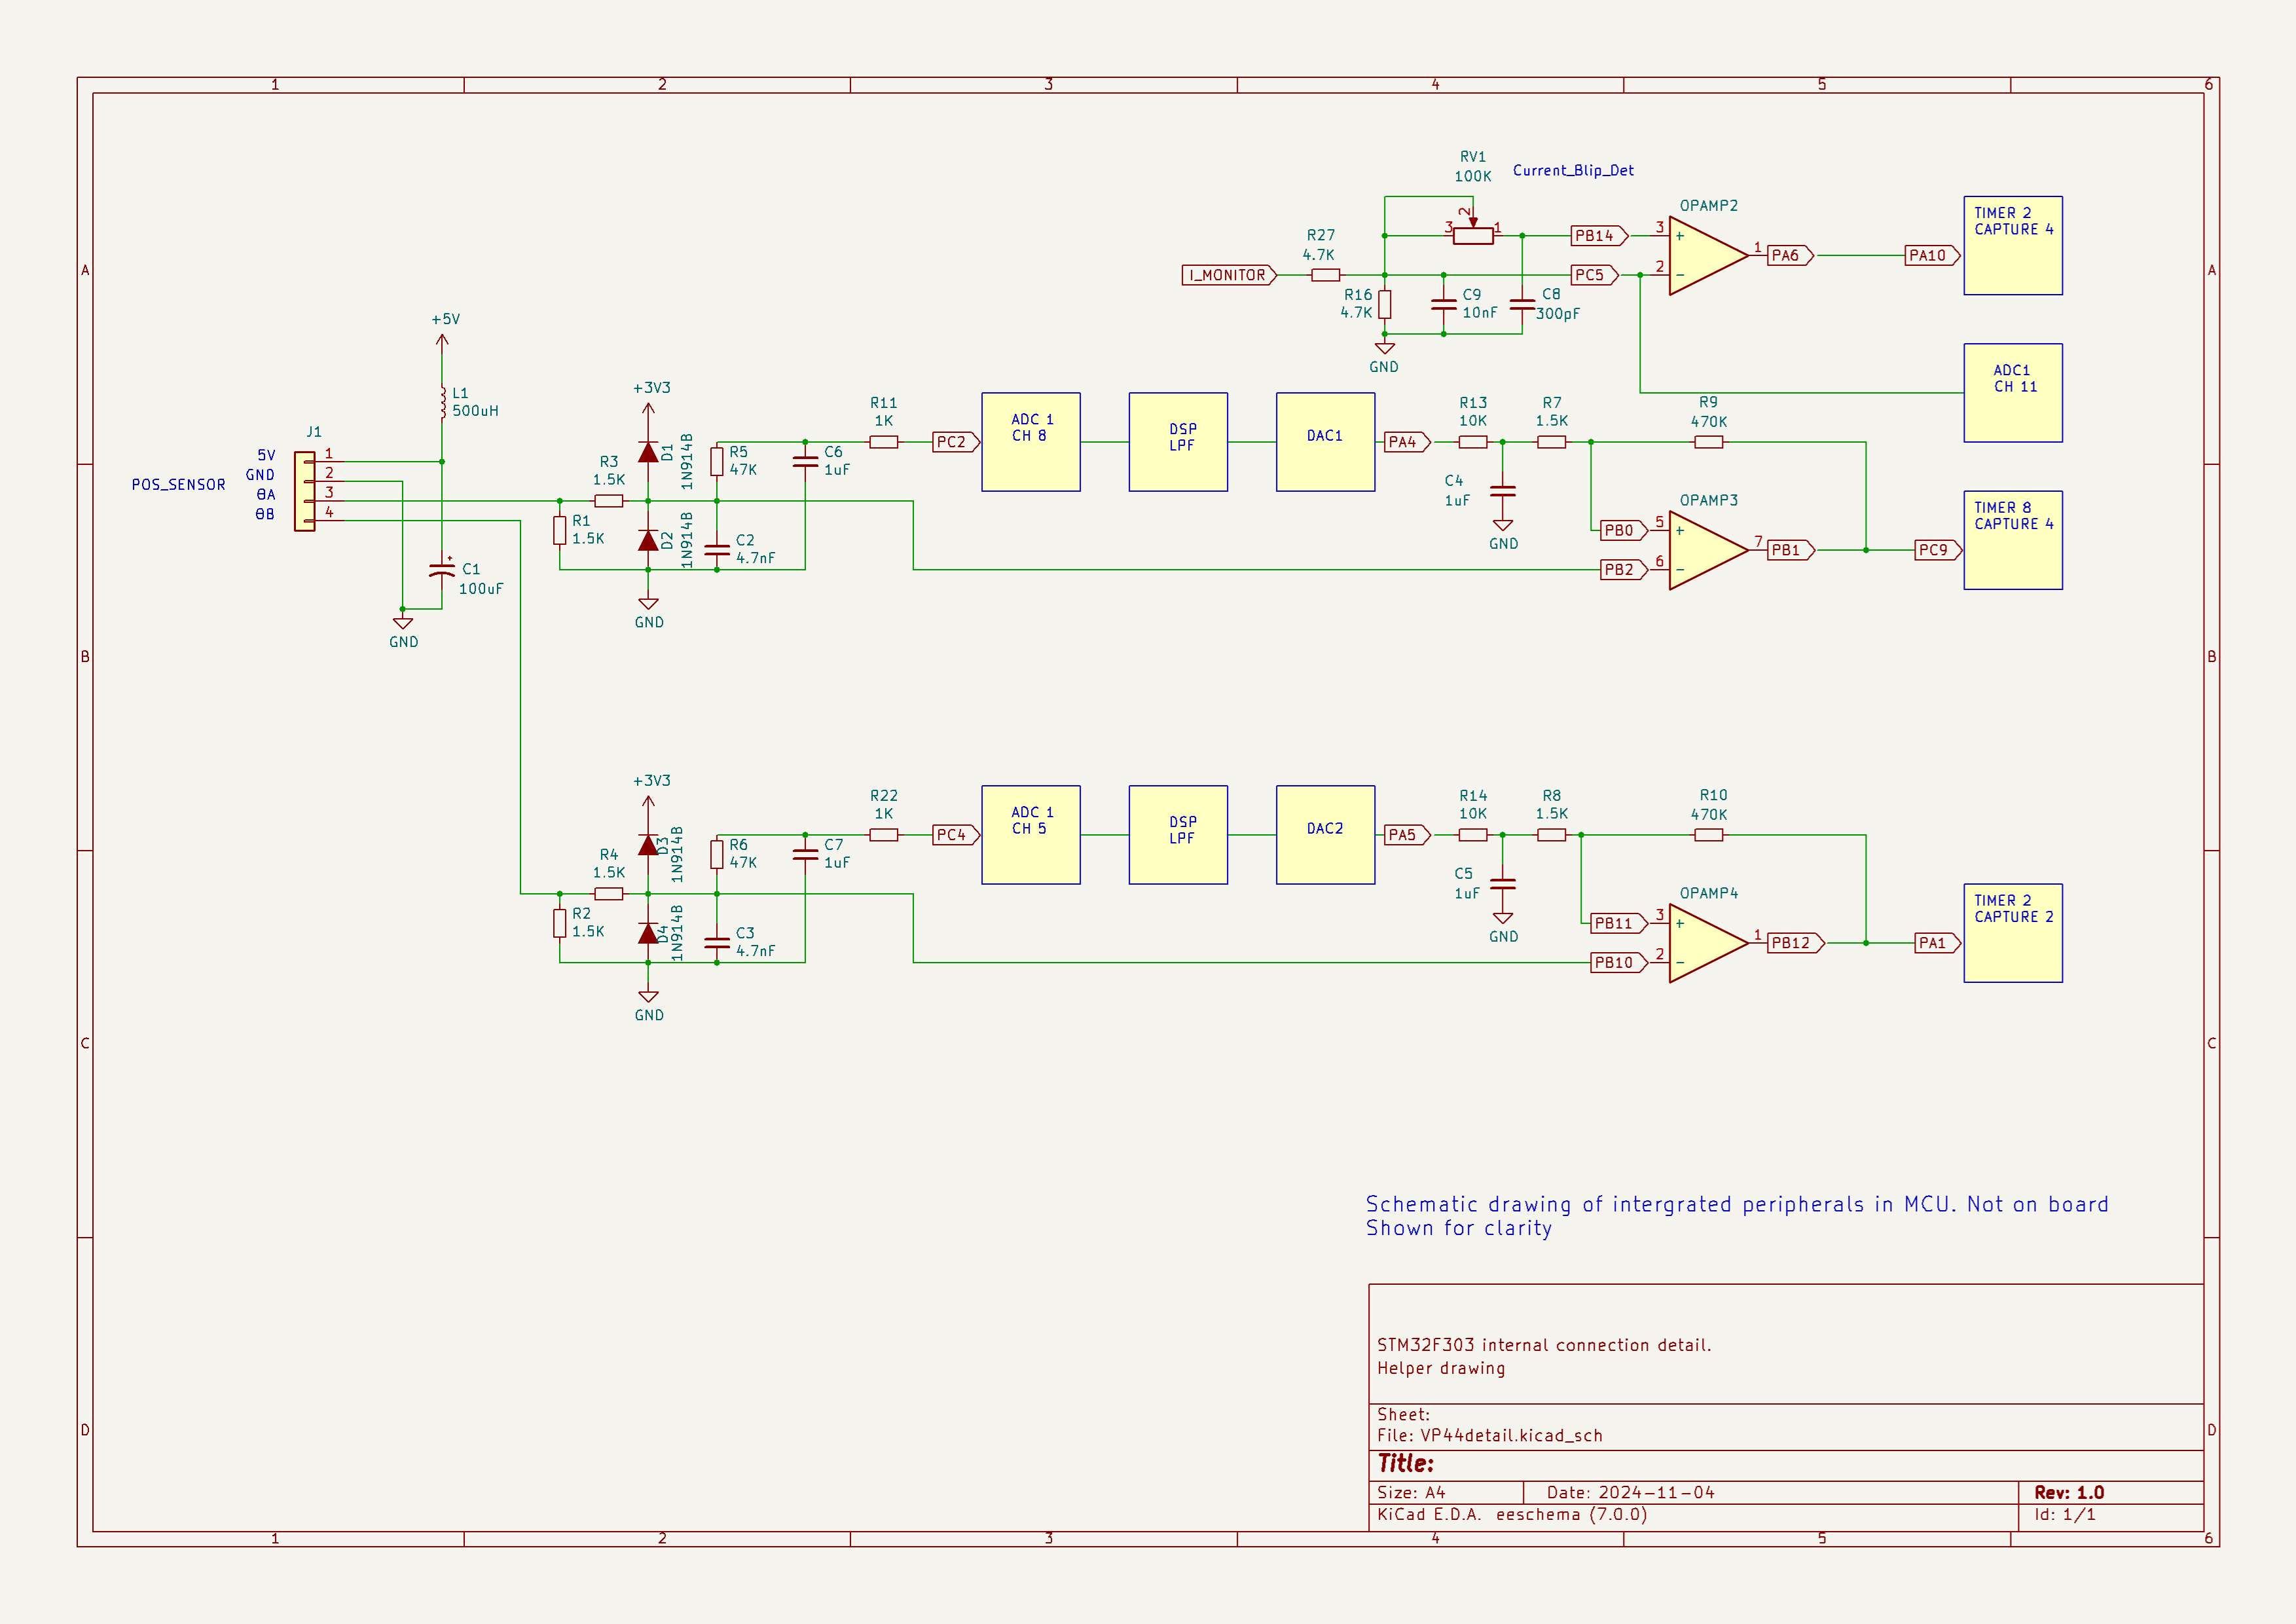 1 2 3 4 5 6
A
B
C
D
A
B
C
D
1 2 3 4 5 6
RV1
100K
Current_Blip_Det
2
3 1
R27
4.7K
I_MONITOR
R16
4.7K
C9
10nF
C8
300pF
GND
PB14
PC5
OPAMP2
3 +
2 −
1
PA6
PA10
TIMER 2
CAPTURE 4
ADC1
CH 11
+5V
L1
500uH
J1
POS_SENSOR
5V 1
GND 2
ΘA 3
ΘB 4
C1
100uF
GND
+3V3
D1
1N914B
R3
1.5K
R1
1.5K
D2
1N914B
R5
47K
C2
4.7nF
C6
1uF
GND
R11
1K
PC2
ADC 1
CH 8
DSP
LPF
DAC1
PA4
R13
10K
R7
1.5K
R9
470K
C4
1uF
GND
OPAMP3
PB0
5 +
PB2
6 −
7
PB1
PC9
TIMER 8
CAPTURE 4
+3V3
D3
1N914B
R4
1.5K
R2
1.5K
D4
1N914B
R6
47K
C3
4.7nF
C7
1uF
GND
R22
1K
PC4
ADC 1
CH 5
DSP
LPF
DAC2
PA5
R14
10K
R8
1.5K
R10
470K
C5
1uF
GND
OPAMP4
PB11
3 +
PB10
2 −
1
PB12
PA1
TIMER 2
CAPTURE 2
Schematic drawing of intergrated peripherals in MCU. Not on board
Shown for clarity
STM32F303 internal connection detail.
Helper drawing
Sheet:
File: VP44detail.kicad_sch
Title:
Size: A4 Date: 2024-11-04 Rev: 1.0
KiCad E.D.A. eeschema (7.0.0) Id: 1/1